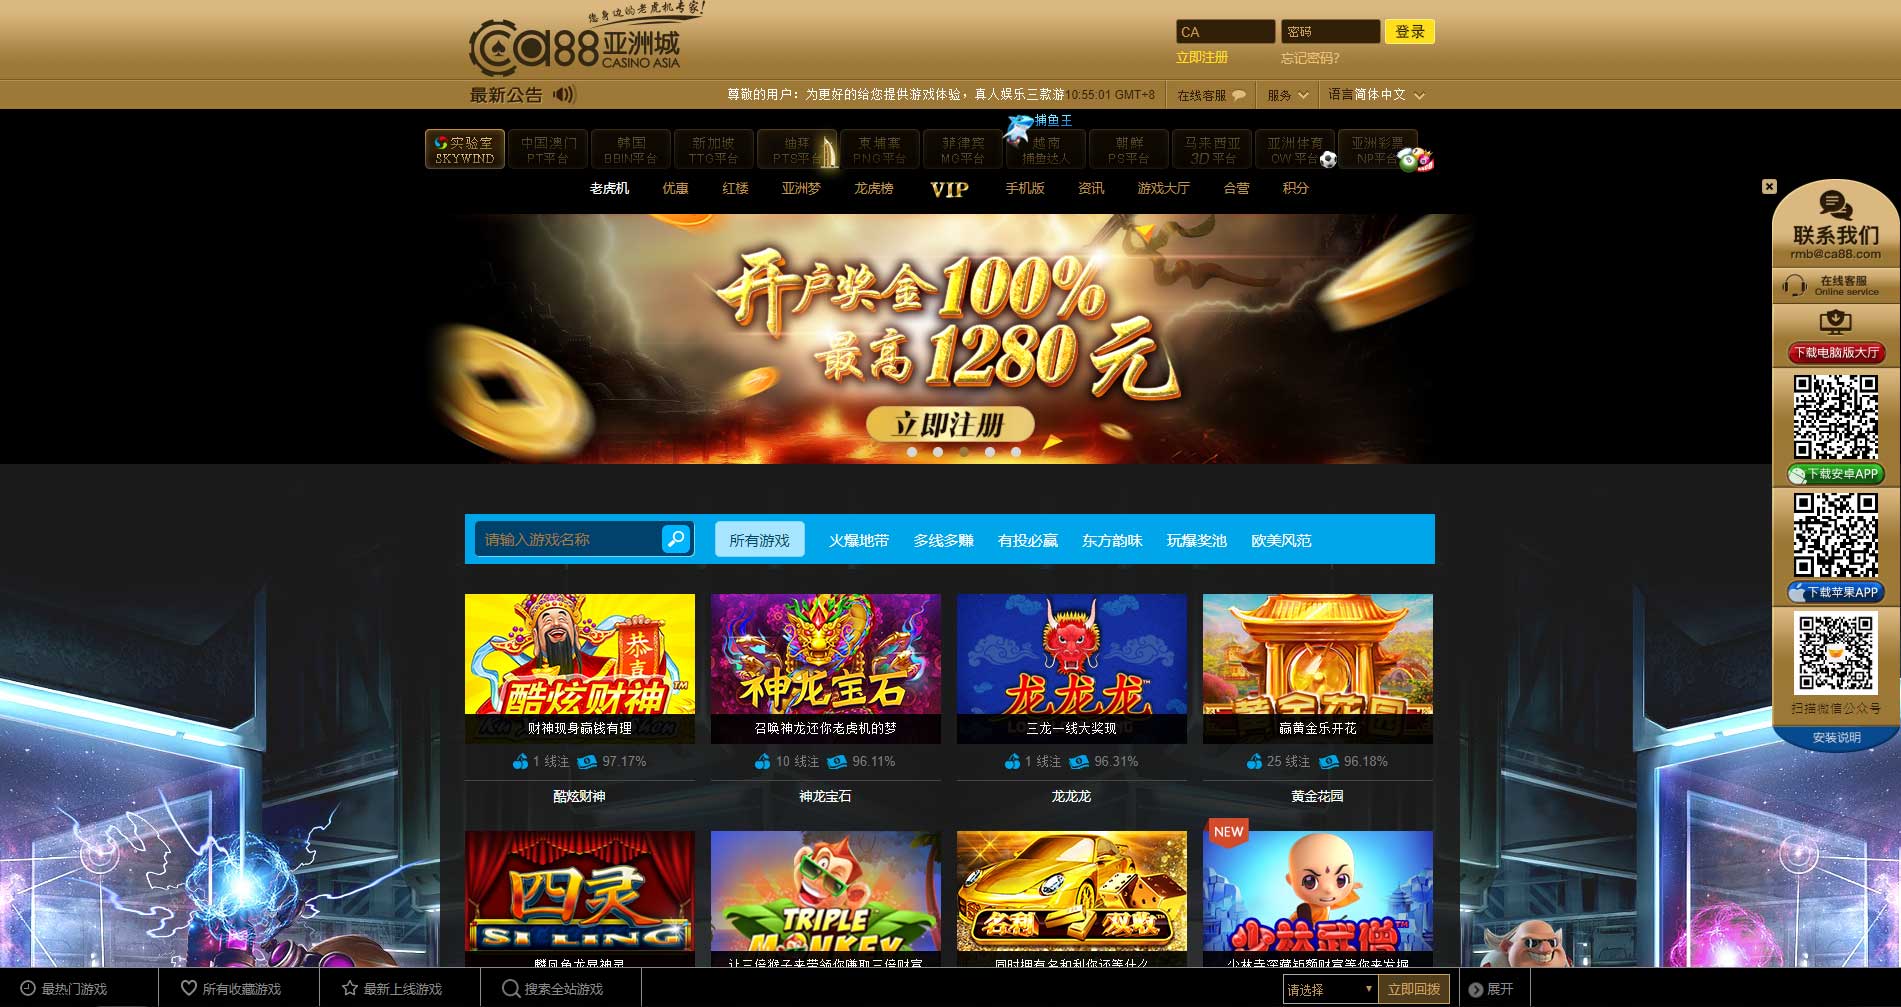 您身边的老虎机专家!
ca88亚洲城
CASINO ASIA
CA
密码
登录
立即注册
忘记密码?
最新公告
尊敬的用户：为更好的给您提供游戏体验，真人娱乐三款游
10:55:01 GMT+8
在线客服
服务
语言 简体中文
捕鱼王
实验室
SKYWIND
中国澳门
PT平台
韩国
BBIN平台
新加坡
TTG平台
PTS平台
柬埔寨
PNG平台
菲律宾
MG平台
越南
捕鱼达人
朝鲜
PS平台
马来西亚
3D 平台
亚洲体育
OW 平台
亚洲彩票
NP平台
老虎机
优惠
红楼
亚洲梦
龙虎榜
VIP
手机版
资讯
游戏大厅
合营
积分
开户奖金100%
最高1280元
立即注册
联系我们
rmb@ca88.com
在线客服
Online service
下载电脑版大厅
下载安卓APP
下载苹果APP
扫描微信公众号
安装说明
请输入游戏名称
所有游戏
火爆地带
多线多赚
有投必赢
东方韵味
玩爆奖池
欧美风范
恭喜
酷炫财神™
财神现身赢钱有理
1 线注 97.17%
酷炫财神
神龙宝石
召唤神龙还你老虎机的梦
10 线注 96.11%
神龙宝石
龙龙龙™
三龙一线大奖现
1 线注 96.31%
龙龙龙
黄金花园
赢黄金乐开花
25 线注 96.18%
黄金花园
四灵
SI LING
麟凤龟龙显神灵
TRIPLE
MONKEY
让三倍猴子来带领你赚取三倍财富
名利双收™
同时拥有名和利你还等什么
NEW
少林武僧™
少林寺深藏矩额财富等你来发掘
最热门游戏
所有收藏游戏
最新上线游戏
搜索全站游戏
请选择
立即回拨
展开